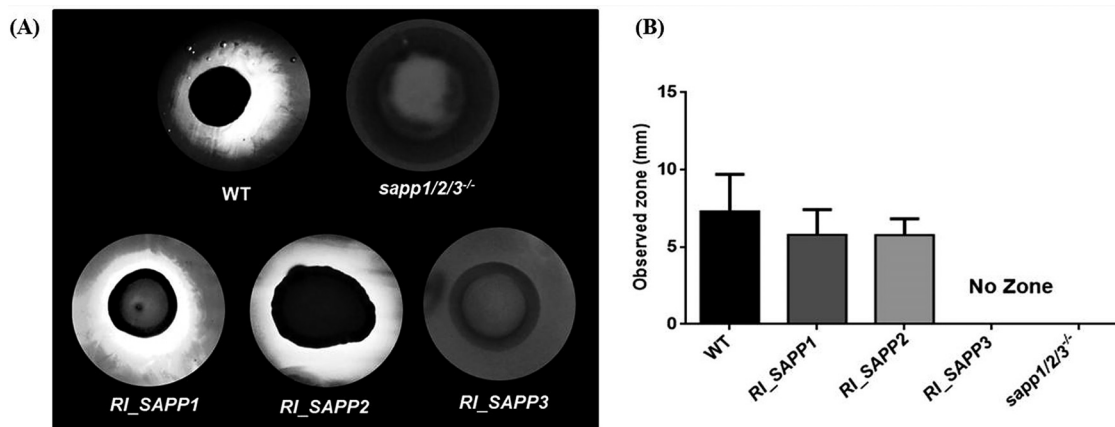 (A)
WT
sapp1/2/3-/-
RI_SAPP1
RI_SAPP2
RI_SAPP3
(B)
Observed zone (mm)
15
10
5
0
No Zone
WT
RI_SAPP1
RI_SAPP2
RI_SAPP3
sapp1/2/3-/-